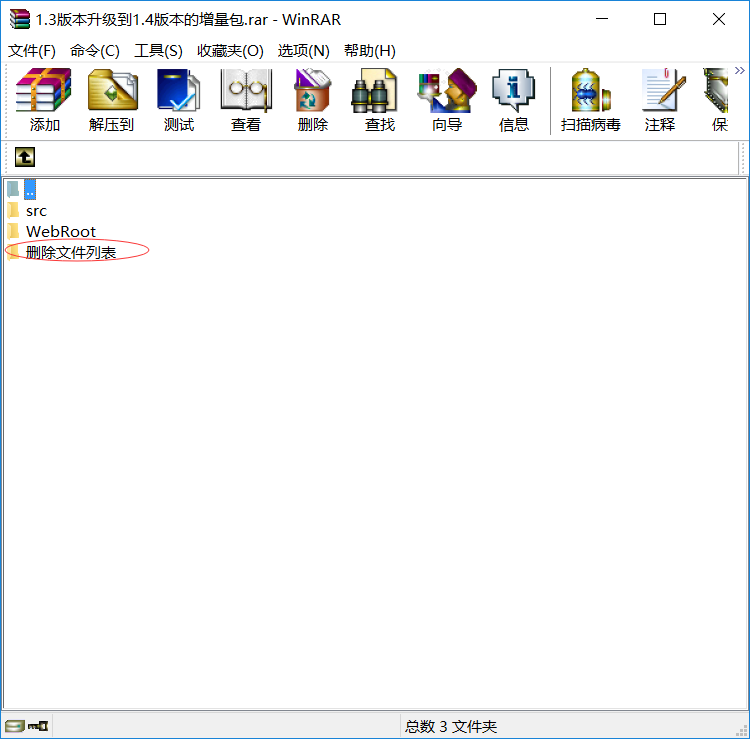 1.3版本升级到1.4版本的增量包.rar - WinRAR
文件(F) 命令(C) 工具(S) 收藏夹(O) 选项(N) 帮助(H)
添加 解压到 测试 查看 删除 查找 向导 信息 扫描病毒 注释 保
..
src
WebRoot
删除文件列表
总数 3 文件夹